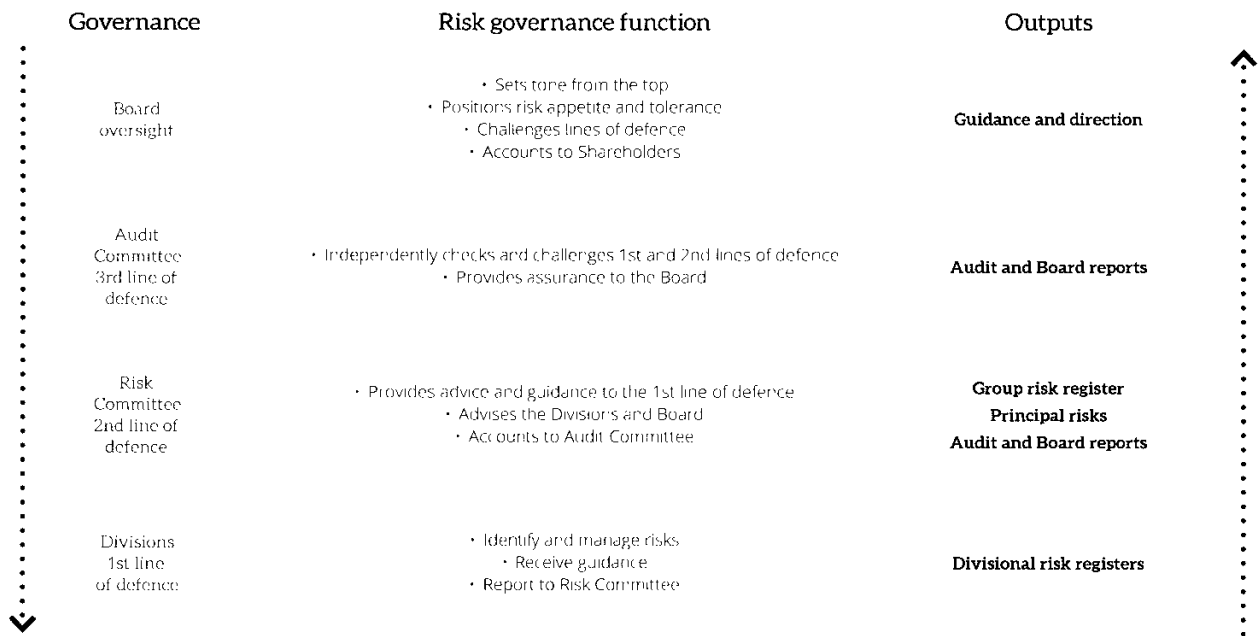 Governance
Risk governance function
Outputs
Board
oversight
• Sets tone from the top
• Positions risk appetite and tolerance
• Challenges lines of defence
• Accounts to Shareholders
Guidance and direction
Audit
Committee
3rd line of
defence
• Independently checks and challenges 1st and 2nd lines of defence
• Provides assurance to the Board
Audit and Board reports
Risk
Committee
2nd line of
defence
• Provides advice and guidance to the 1st line of defence
• Advises the Divisions and Board
• Accounts to Audit Committee
Group risk register
Principal risks
Audit and Board reports
Divisions
1st line
of defence
• Identify and manage risks
• Receive guidance
• Report to Risk Committee
Divisional risk registers